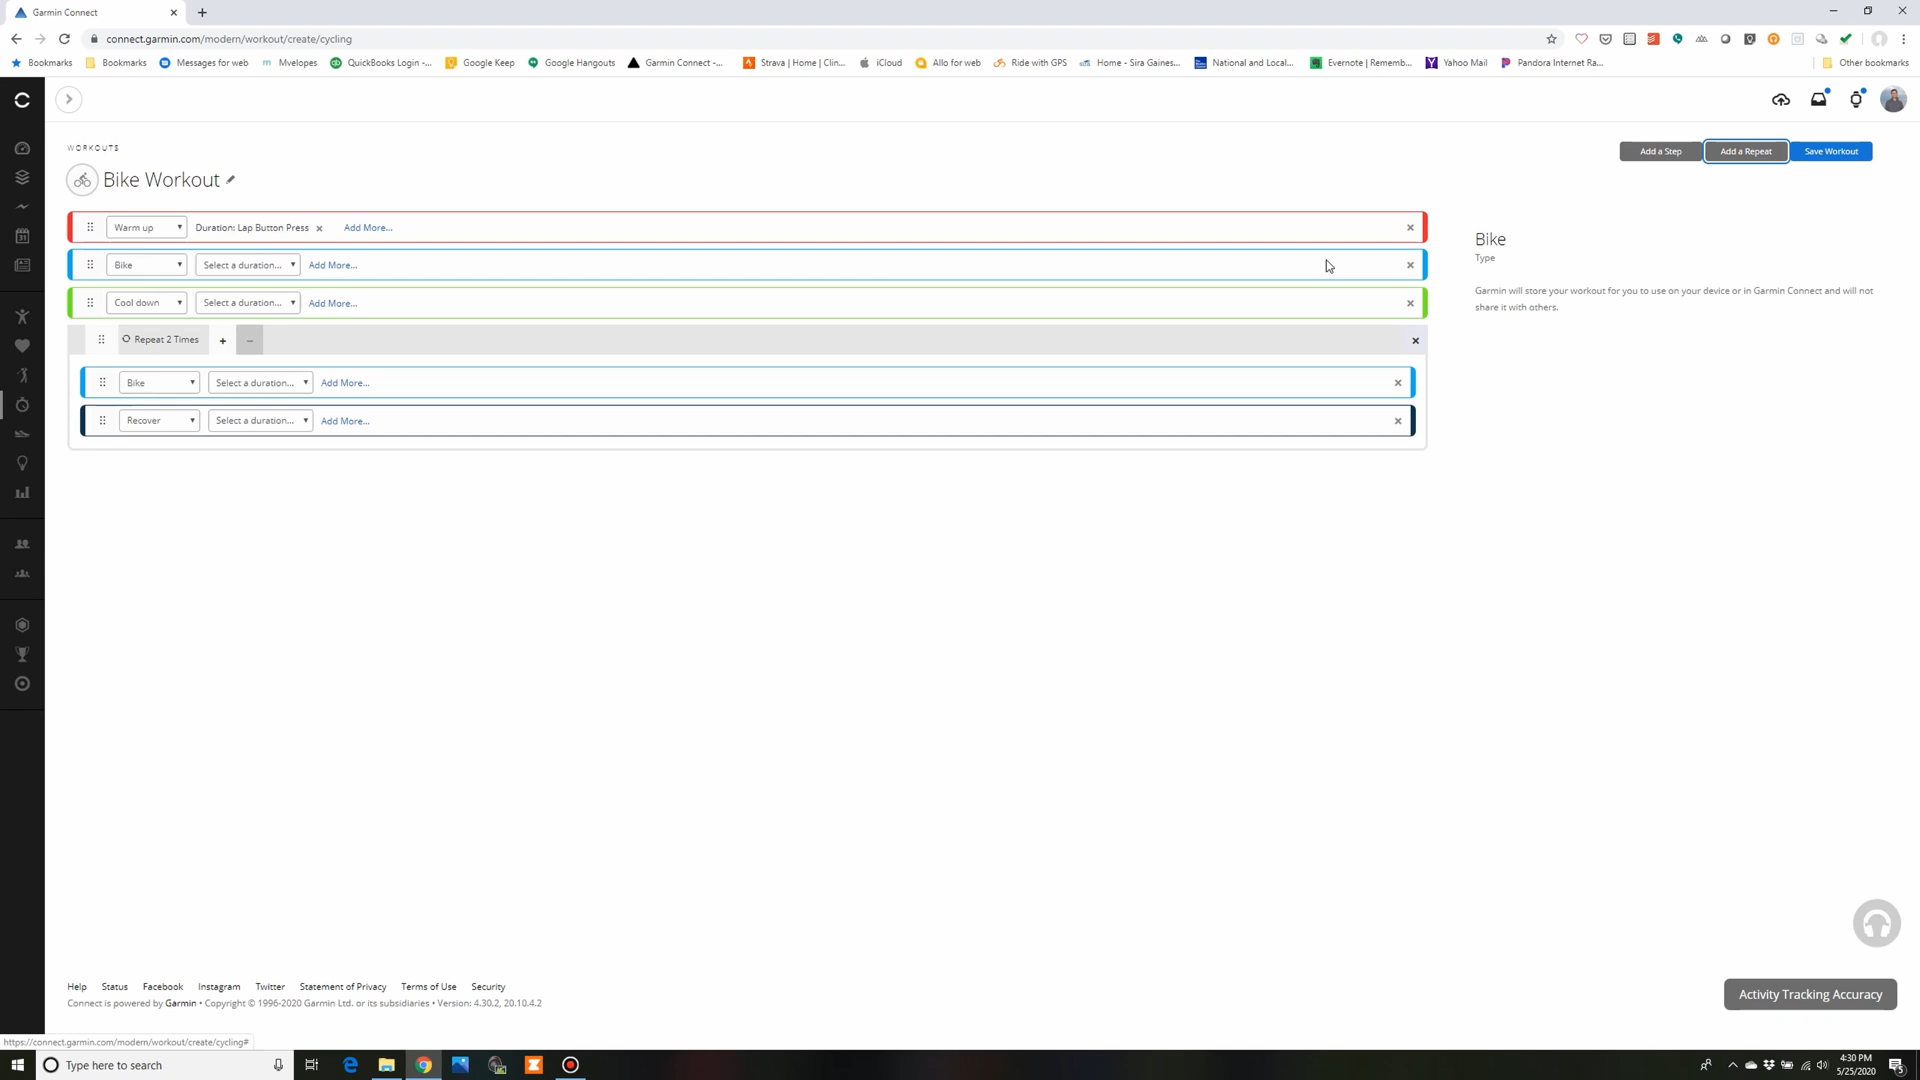 Garmin Connect
connect.garmin.com/modern/workout/create/cycling
Bookmarks Bookmarks Messages for web Mvelopes QuickBooks Login -... Google Keep Google Hangouts Garmin Connect -... Strava | Home | Clin... iCloud Allo for web Ride with GPS Home - Sira Gaines... National and Local... Evernote | Rememb... Yahoo Mail Pandora Internet Ra... Other bookmarks
WORKOUTS
Add a Step Add a Repeat Save Workout
Bike Workout
Warm up Duration: Lap Button Press × Add More...
Bike Select a duration... Add More...
Cool down Select a duration... Add More...
Repeat 2 Times + –
Bike Select a duration... Add More...
Recover Select a duration... Add More...
Bike
Type
Garmin will store your workout for you to use on your device or in Garmin Connect and will not
share it with others.
Help Status Facebook Instagram Twitter Statement of Privacy Terms of Use Security
Connect is powered by Garmin • Copyright © 1996-2020 Garmin Ltd. or its subsidiaries • Version: 4.30.2, 20.10.4.2
Activity Tracking Accuracy
https://connect.garmin.com/modern/workout/create/cycling#
Type here to search
4:30 PM
5/25/2020